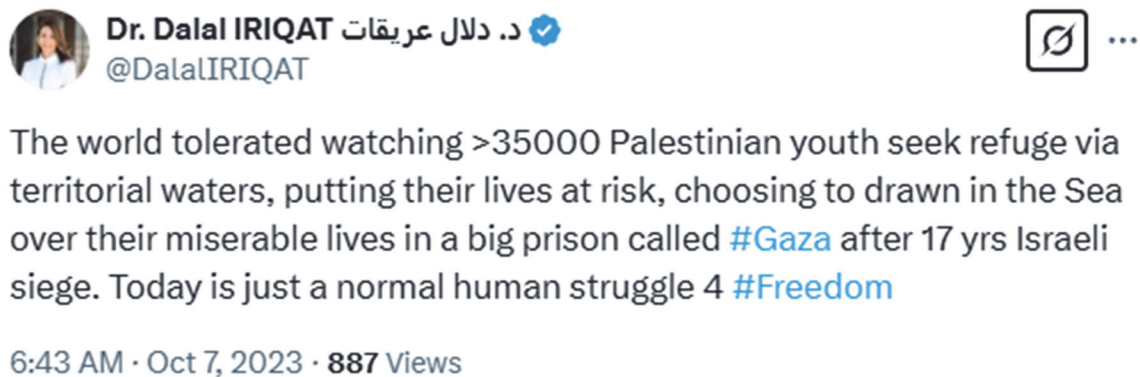 Dr. Dalal IRIQAT د. دلال عريقات
@DalalIRIQAT
The world tolerated watching >35000 Palestinian youth seek refuge via
territorial waters, putting their lives at risk, choosing to drawn in the Sea
over their miserable lives in a big prison called #Gaza after 17 yrs Israeli
siege. Today is just a normal human struggle 4 #Freedom
6:43 AM · Oct 7, 2023 · 887 Views